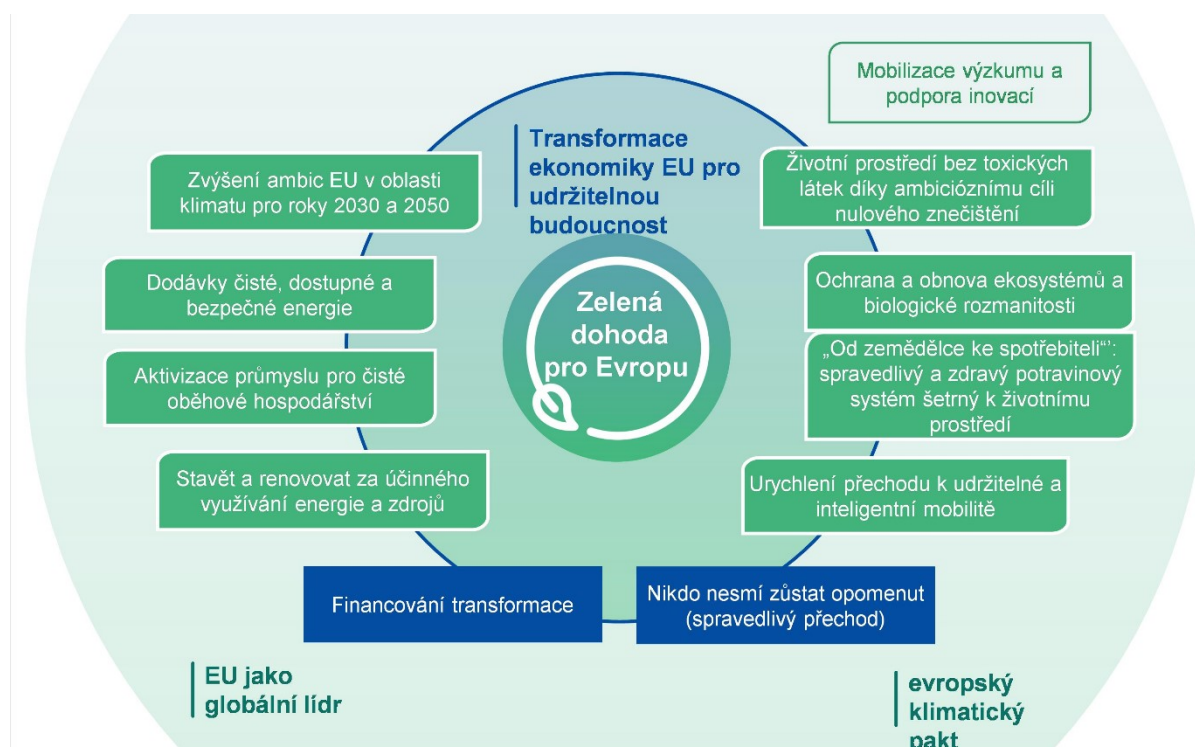 Mobilizace výzkumu a
podpora inovací
Transformace
ekonomiky EU pro
udržitelnou
budoucnost
Zvýšení ambic EU v oblasti
klimatu pro roky 2030 a 2050
Dodávky čisté, dostupné a
bezpečné energie
Aktivizace průmyslu pro čisté
oběhové hospodářství
Stavět a renovovat za účinného
využívání energie a zdrojů
Zelená
dohoda
pro Evropu
Životní prostředí bez toxických
látek díky ambicióznímu cíli
nulového znečištění
Ochrana a obnova ekosystémů a
biologické rozmanitosti
„Od zemědělce ke spotřebiteli“':
spravedlivý a zdravý potravinový
systém šetrný k životnímu
prostředí
Urychlení přechodu k udržitelné a
inteligentní mobilitě
Financování transformace
Nikdo nesmí zůstat opomenut
(spravedlivý přechod)
EU jako
globální lídr
evropský
klimatický
pakt